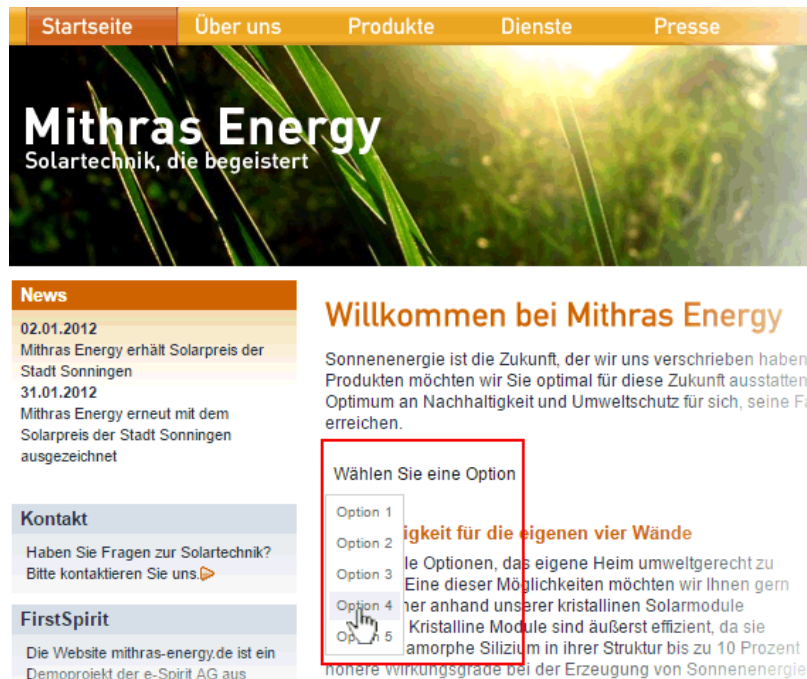 Startseite Über uns Produkte Dienste Presse
Mithras Energy
Solartechnik, die begeistert
News
02.01.2012
Mithras Energy erhält Solarpreis der
Stadt Sonningen
31.01.2012
Mithras Energy erneut mit dem
Solarpreis der Stadt Sonningen
ausgezeichnet
Kontakt
Haben Sie Fragen zur Solartechnik?
Bitte kontaktieren Sie uns.
FirstSpirit
Die Website mithras-energy.de ist ein
Demoprojekt der e-Spirit AG aus
Willkommen bei Mithras Energy
Sonnenenergie ist die Zukunft, der wir uns verschrieben haben
Produkten möchten wir Sie optimal für diese Zukunft ausstatten
Optimum an Nachhaltigkeit und Umweltschutz für sich, seine Fa
erreichen.
Wählen Sie eine Option
Option 1
Option 2
Option 3
Option 4
Option 5
igkeit für die eigenen vier Wände
le Optionen, das eigene Heim umweltgerecht zu
Eine dieser Möglichkeiten möchten wir Ihnen gern
her anhand unserer kristallinen Solarmodule
Kristalline Module sind äußerst effizient, da sie
amorphe Silizium in ihrer Struktur bis zu 10 Prozent
höhere Wirkungsgrade bei der Erzeugung von Sonnenenergie